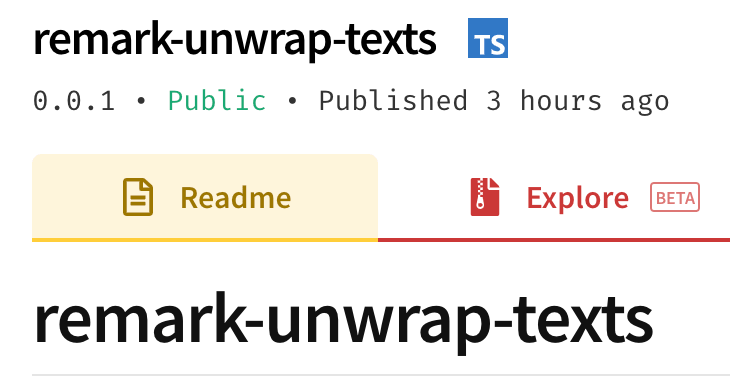 remark-unwrap-texts TS
0.0.1 • Public • Published 3 hours ago
Readme Explore BETA
remark-unwrap-texts